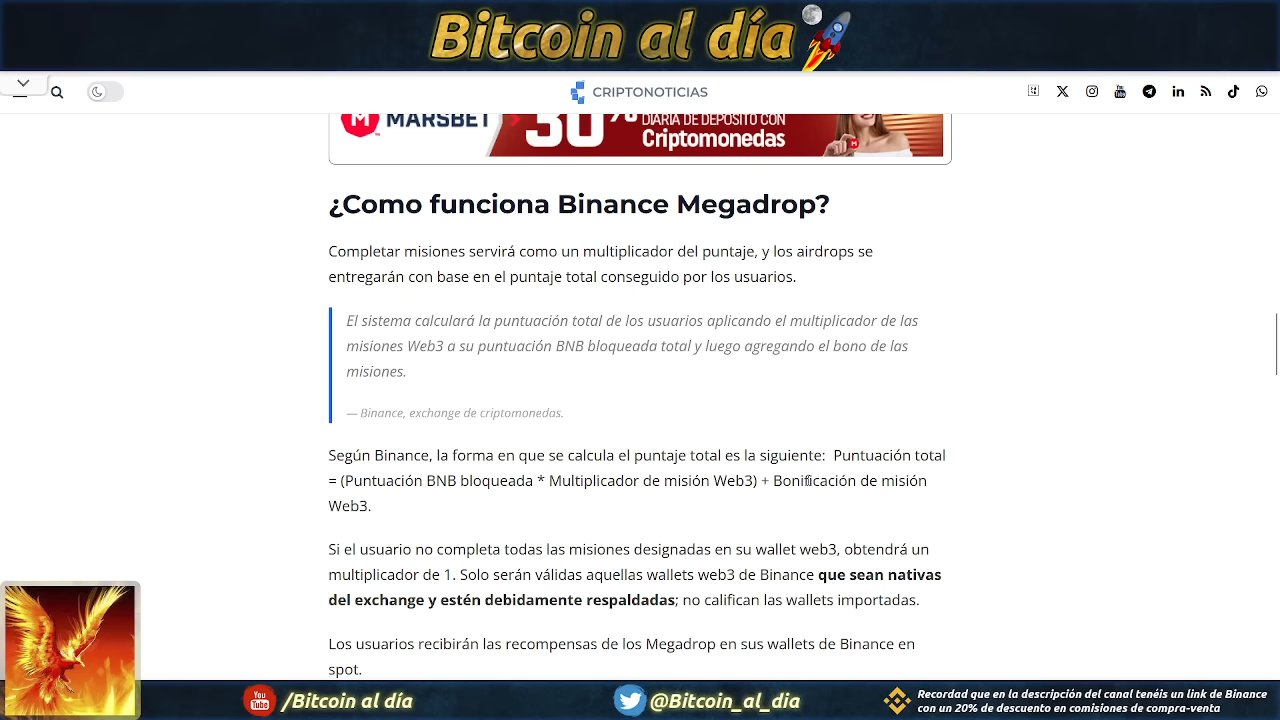 Bitcoin al día
CRIPTONOTICIAS
MARSBET
30%
DIARIA DE DEPÓSITO CON
Criptomonedas
¿Como funciona Binance Megadrop?
Completar misiones servirá como un multiplicador del puntaje, y los airdrops se
entregarán con base en el puntaje total conseguido por los usuarios.
El sistema calculará la puntuación total de los usuarios aplicando el multiplicador de las
misiones Web3 a su puntuación BNB bloqueada total y luego agregando el bono de las
misiones.
— Binance, exchange de criptomonedas.
Según Binance, la forma en que se calcula el puntaje total es la siguiente: Puntuación total
= (Puntuación BNB bloqueada * Multiplicador de misión Web3) + Bonificación de misión
Web3.
Si el usuario no completa todas las misiones designadas en su wallet web3, obtendrá un
multiplicador de 1. Solo serán válidas aquellas wallets web3 de Binance que sean nativas
del exchange y estén debidamente respaldadas; no califican las wallets importadas.
Los usuarios recibirán las recompensas de los Megadrop en sus wallets de Binance en
spot.
You
Tube
/Bitcoin al día
@Bitcoin_al_dia
Recordad que en la descripción del canal tenéis un link de Binance
con un 20% de descuento en comisiones de compra-venta